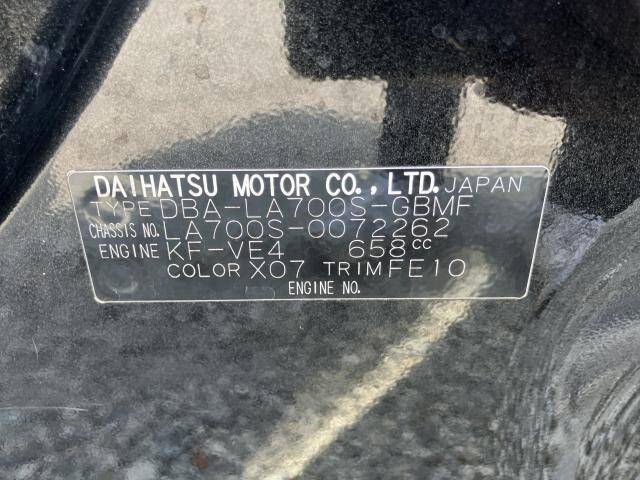 DAIHATSU MOTOR CO., LTD. JAPAN
TYPE DBA-LA700S-GBMF
CHASSIS NO. LA700S-0072262
ENGINE KF-VE4 658CC
COLOR X07 TRIM FE10
ENGINE NO.